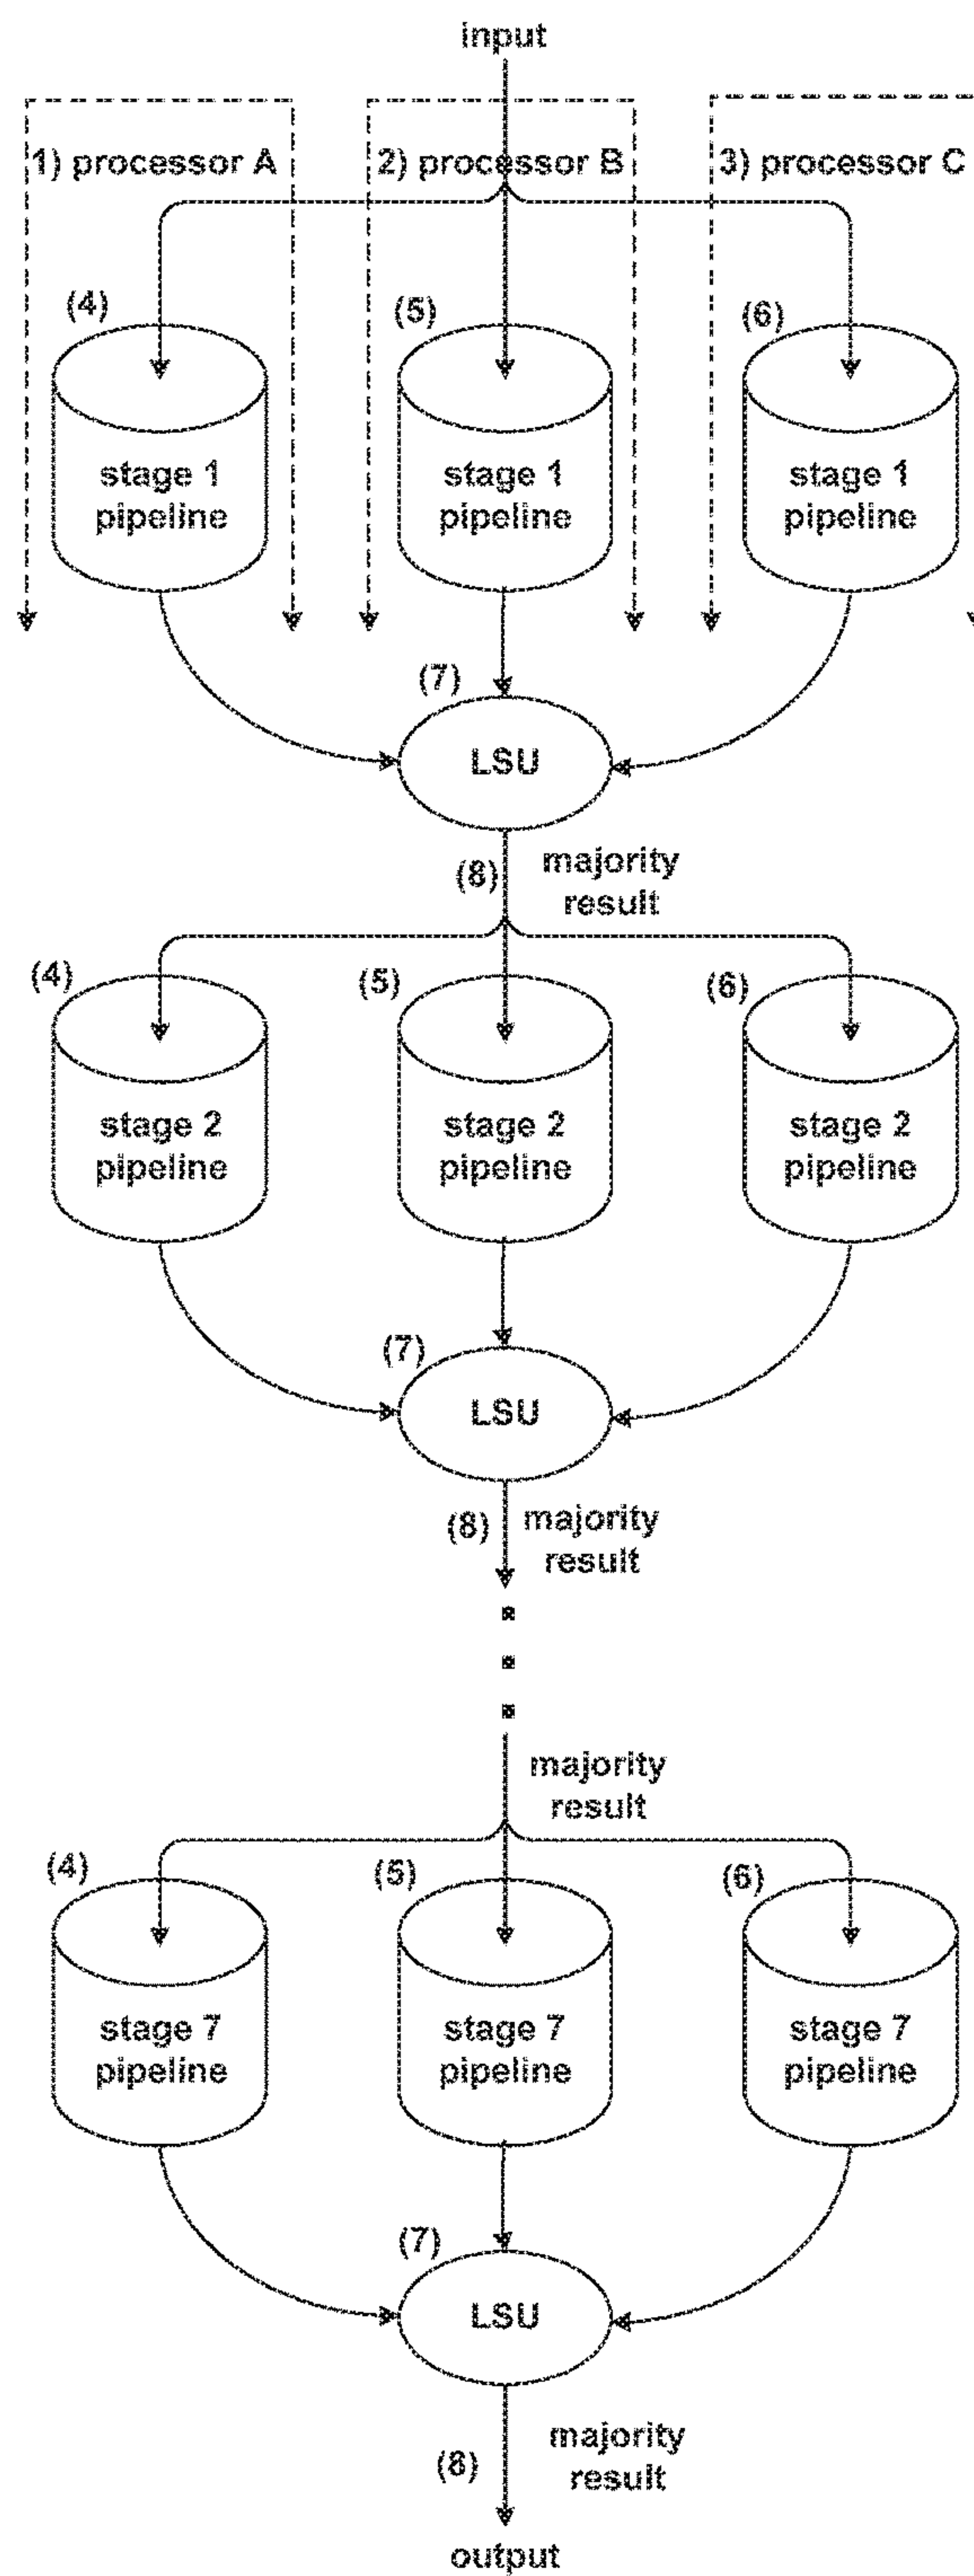 input
1) processor A
2) processor B
3) processor C
(4)
(5)
(6)
stage 1
pipeline
stage 1
pipeline
stage 1
pipeline
(7)
LSU
(8)
majority
result
(4)
(5)
(6)
stage 2
pipeline
stage 2
pipeline
stage 2
pipeline
(7)
LSU
(8)
majority
result
majority
result
(4)
(5)
(6)
stage 7
pipeline
stage 7
pipeline
stage 7
pipeline
(7)
LSU
(8)
majority
result
output